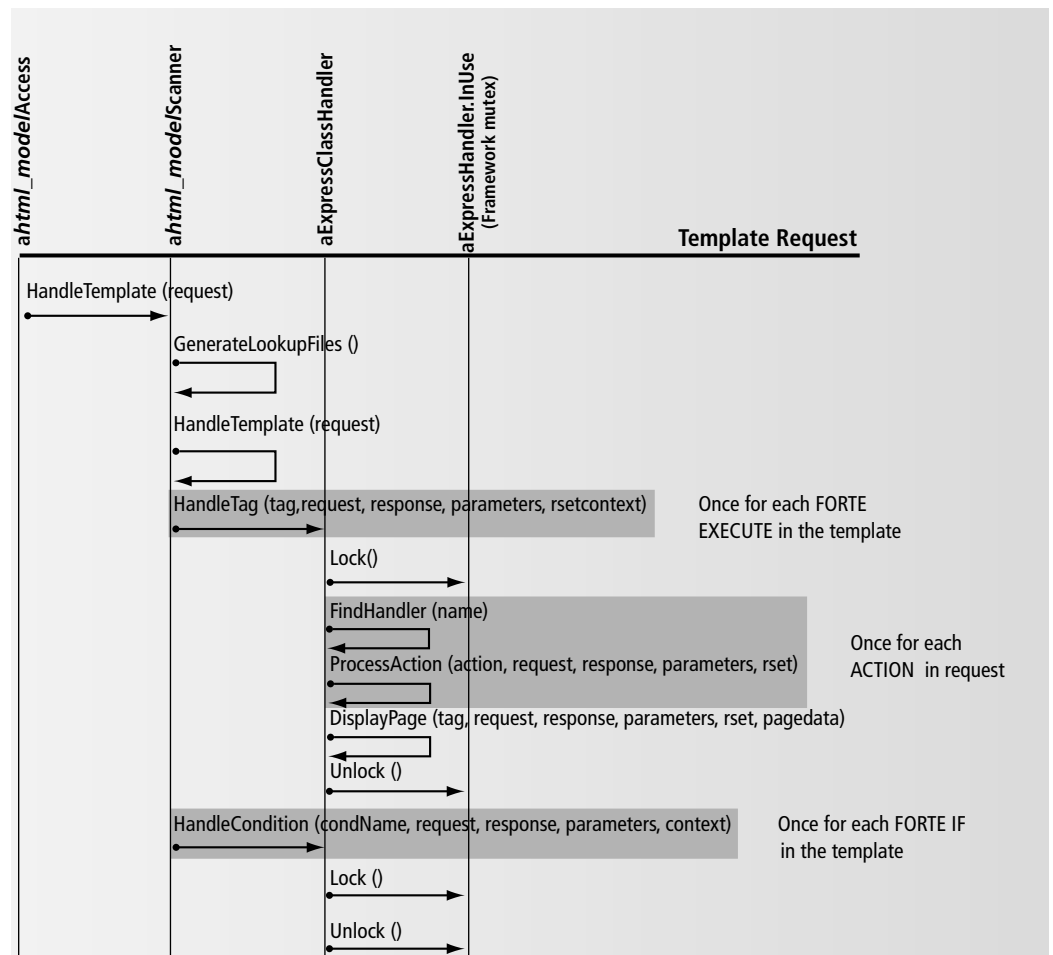 ahtml_modelAccess
ahtml_modelScanner
aExpressClassHandler
aExpressHandler.InUse
(Framework mutex)
Template Request
HandleTemplate (request)
GenerateLookupFiles ()
HandleTemplate (request)
HandleTag (tag,request, response, parameters, rsetcontext)
Once for each FORTE
EXECUTE in the template
Lock()
FindHandler (name)
ProcessAction (action, request, response, parameters, rset)
Once for each
ACTION in request
DisplayPage (tag, request, response, parameters, rset, pagedata)
Unlock ()
HandleCondition (condName, request, response, parameters, context)
Once for each FORTE IF
in the template
Lock ()
Unlock ()